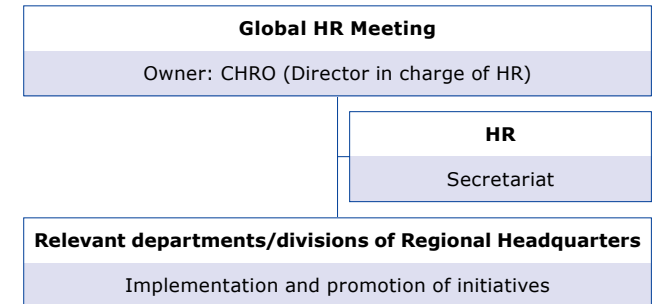 Global HR Meeting
Owner: CHRO (Director in charge of HR)
HR
Secretariat
Relevant departments/divisions of Regional Headquarters
Implementation and promotion of initiatives